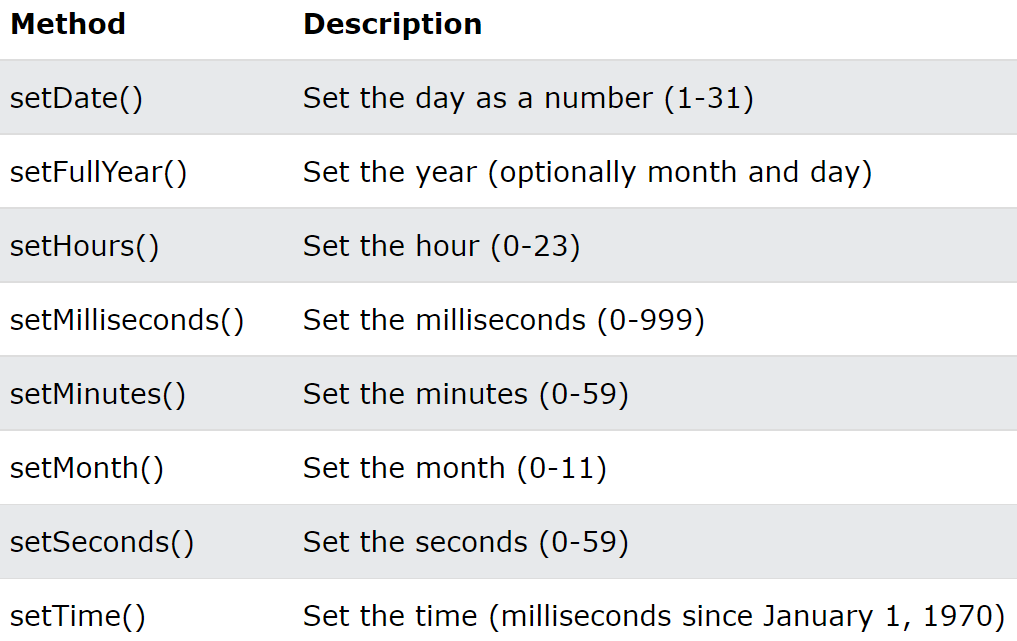 Method Description
setDate() Set the day as a number (1-31)
setFullYear() Set the year (optionally month and day)
setHours() Set the hour (0-23)
setMilliseconds() Set the milliseconds (0-999)
setMinutes() Set the minutes (0-59)
setMonth() Set the month (0-11)
setSeconds() Set the seconds (0-59)
setTime() Set the time (milliseconds since January 1, 1970)